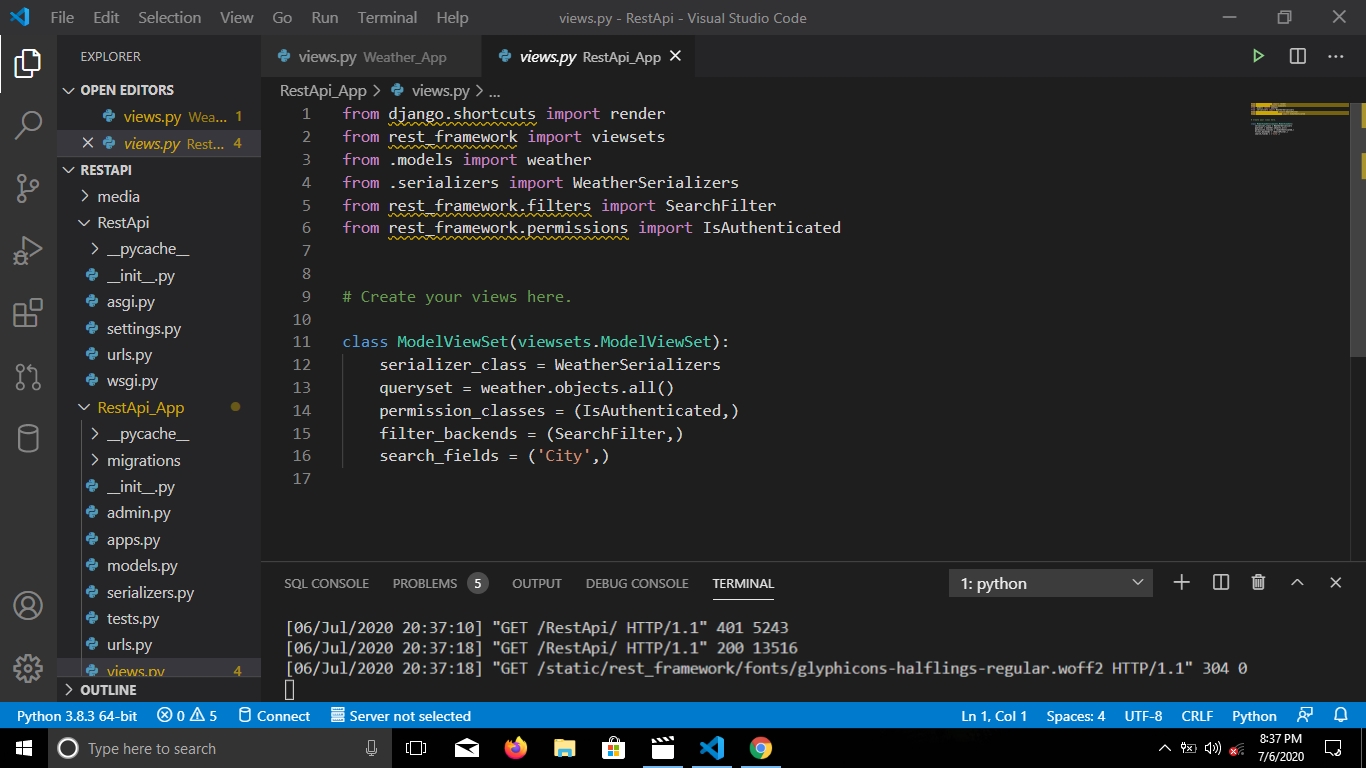 File Edit Selection View Go Run Terminal Help views.py - RestApi - Visual Studio Code
EXPLORER
OPEN EDITORS
views.py Wea... 1
views.py Rest... 4
RESTAPI
media
RestApi
__pycache__
__init__.py
asgi.py
settings.py
urls.py
wsgi.py
RestApi_App
__pycache__
migrations
__init__.py
admin.py
apps.py
models.py
serializers.py
tests.py
urls.py
views.py 4
OUTLINE
views.py Weather_App views.py RestApi_App
RestApi_App > views.py > ...
1 from django.shortcuts import render
2 from rest_framework import viewsets
3 from .models import weather
4 from .serializers import WeatherSerializers
5 from rest_framework.filters import SearchFilter
6 from rest_framework.permissions import IsAuthenticated
7
8
9 # Create your views here.
10
11 class ModelViewSet(viewsets.ModelViewSet):
12 serializer_class = WeatherSerializers
13 queryset = weather.objects.all()
14 permission_classes = (IsAuthenticated,)
15 filter_backends = (SearchFilter,)
16 search_fields = ('City',)
17
SQL CONSOLE PROBLEMS 5 OUTPUT DEBUG CONSOLE TERMINAL 1: python
[06/Jul/2020 20:37:10] "GET /RestApi/ HTTP/1.1" 401 5243
[06/Jul/2020 20:37:18] "GET /RestApi/ HTTP/1.1" 200 13516
[06/Jul/2020 20:37:18] "GET /static/rest_framework/fonts/glyphicons-halflings-regular.woff2 HTTP/1.1" 304 0
Python 3.8.3 64-bit 0 5 Connect Server not selected Ln 1, Col 1 Spaces: 4 UTF-8 CRLF Python
Type here to search
8:37 PM
7/6/2020